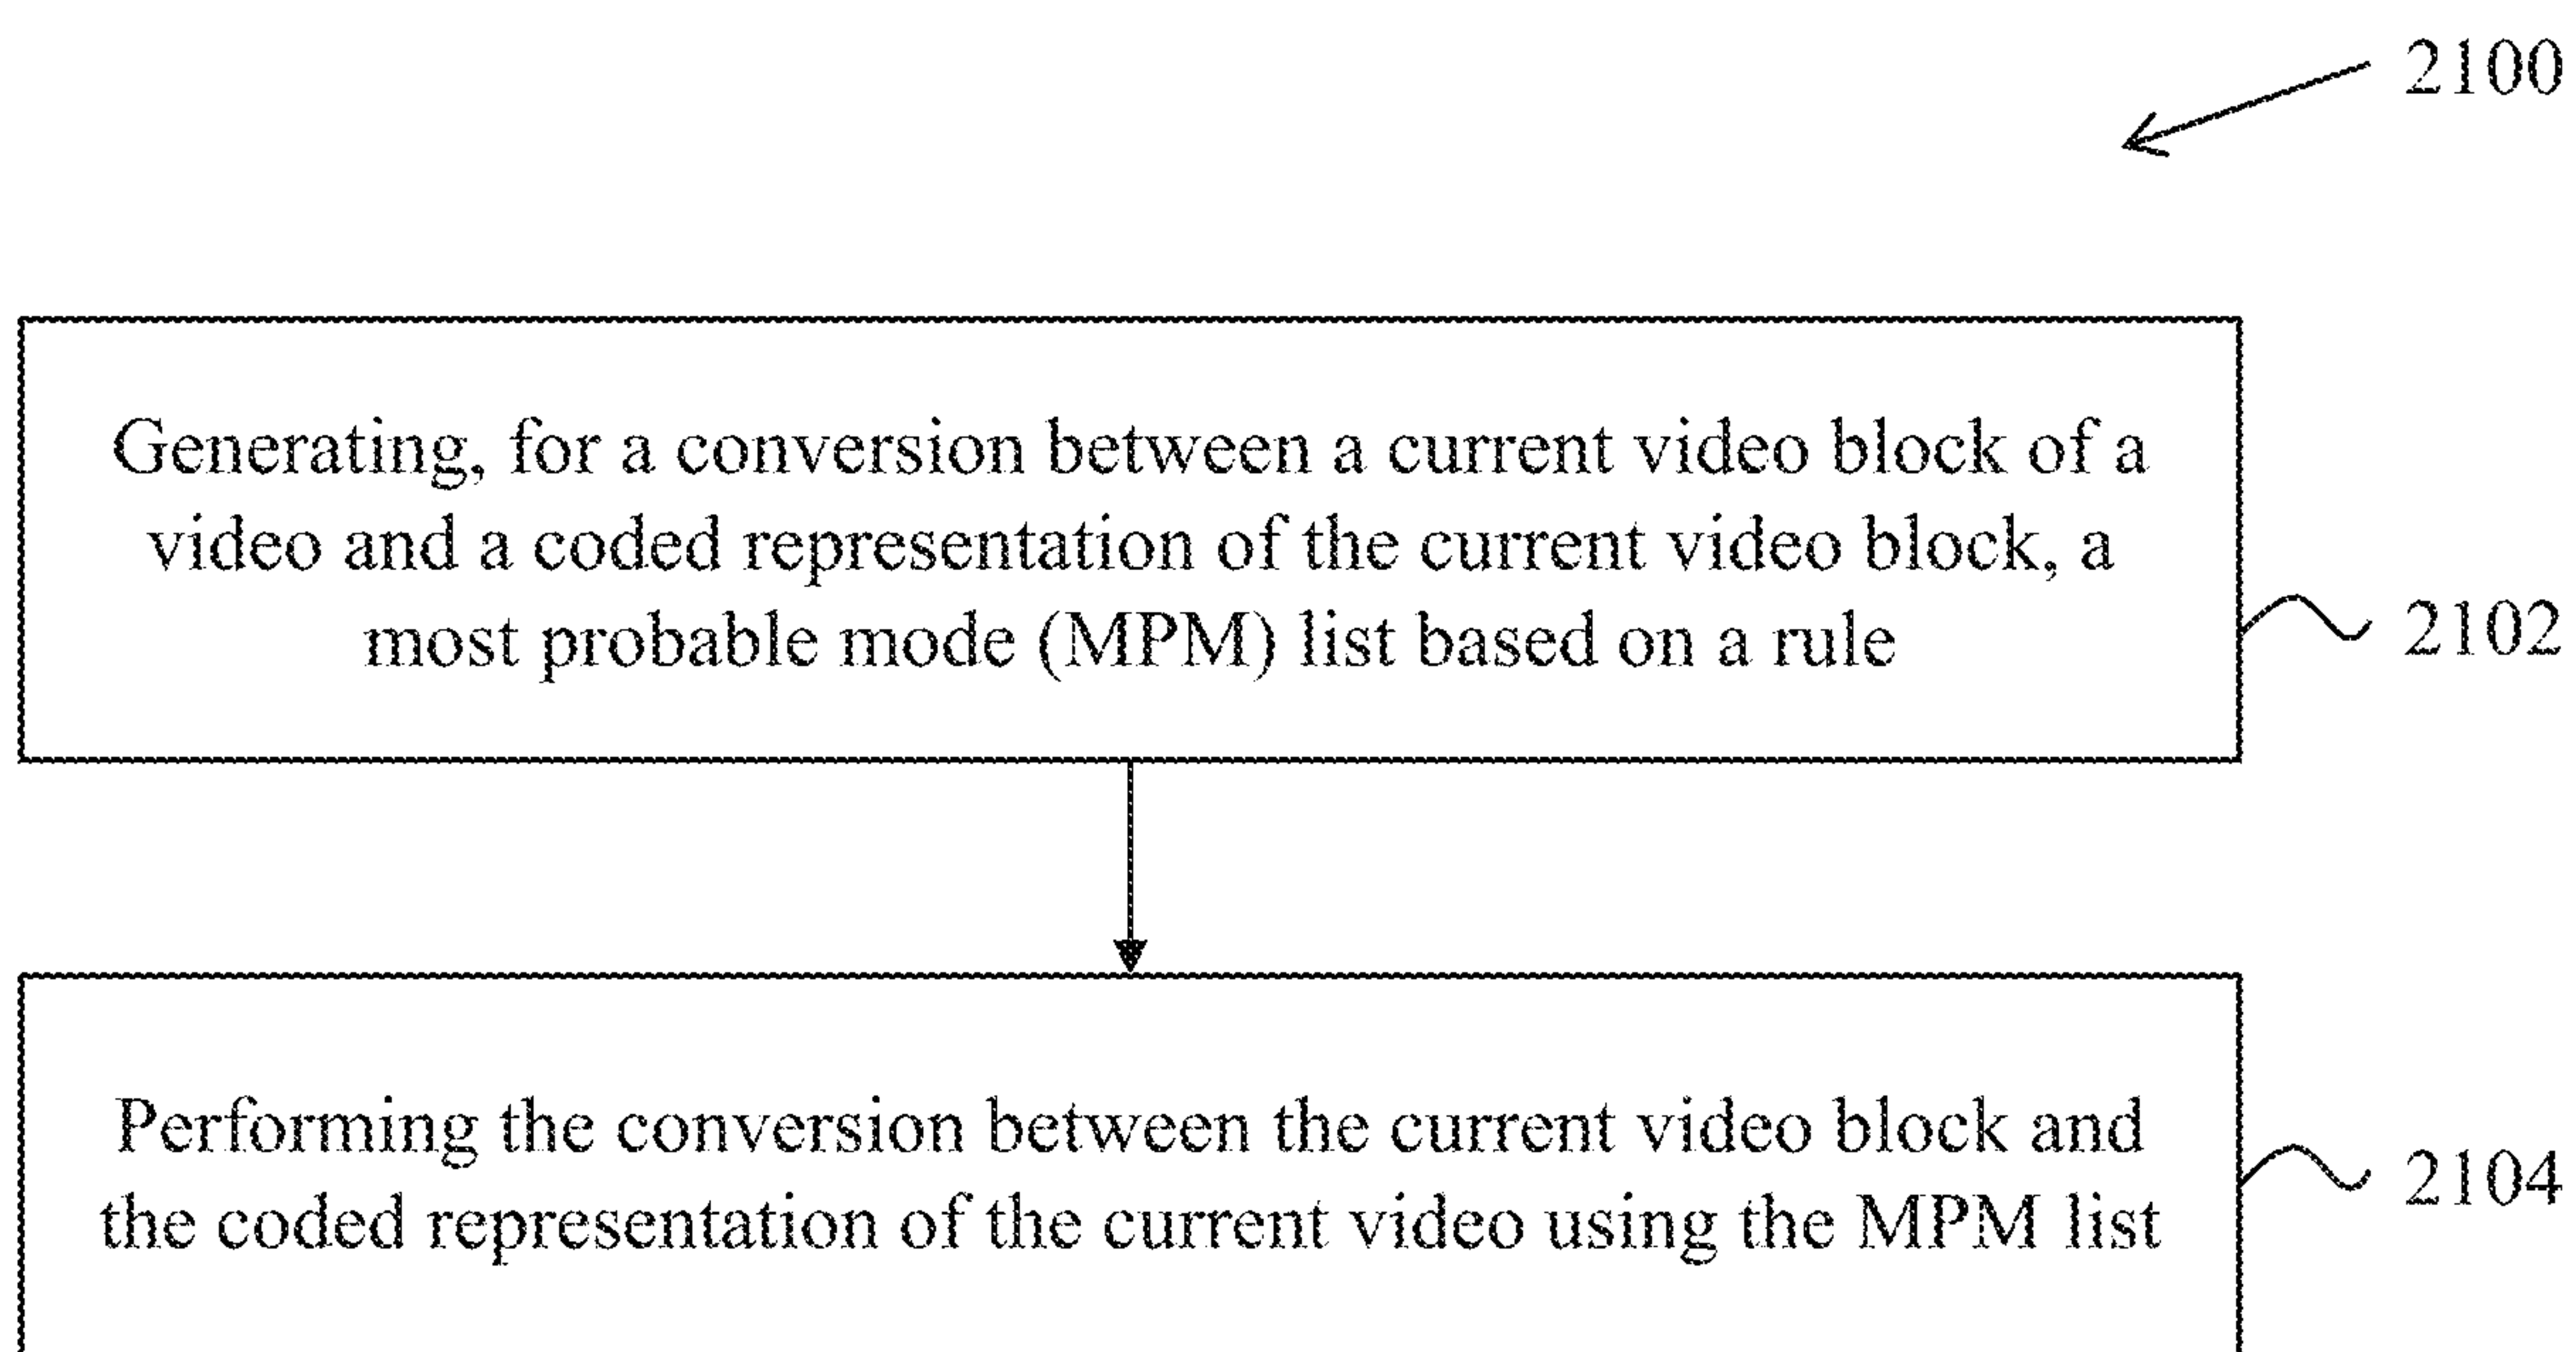 2100
Generating, for a conversion between a current video block of a
video and a coded representation of the current video block, a
most probable mode (MPM) list based on a rule
2102
Performing the conversion between the current video block and
the coded representation of the current video using the MPM list
2104